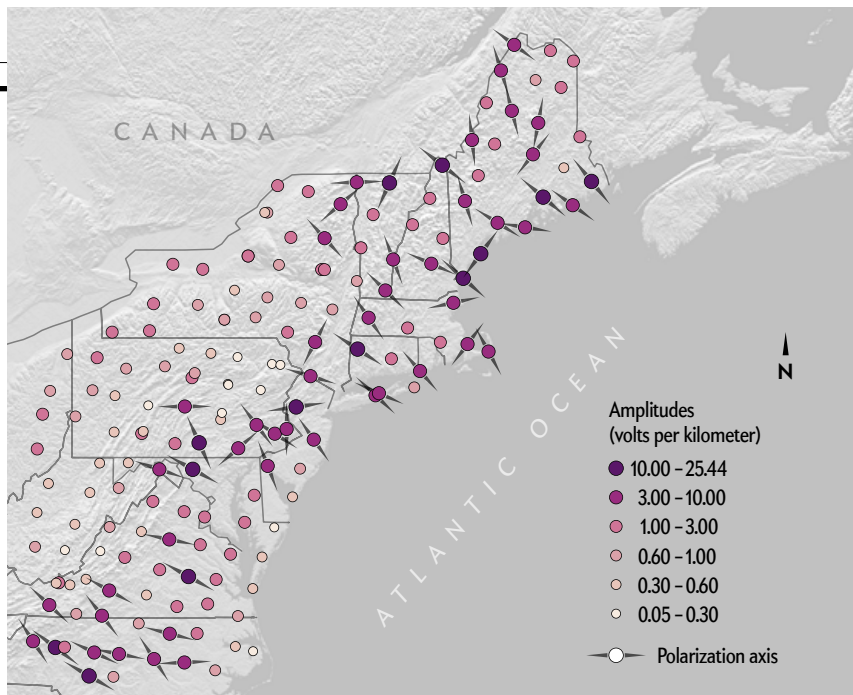 CANADA
ATLANTIC OCEAN
N
Amplitudes
(volts per kilometer)
10.00 – 25.44
3.00 – 10.00
1.00 – 3.00
0.60 – 1.00
0.30 – 0.60
0.05 – 0.30
Polarization axis